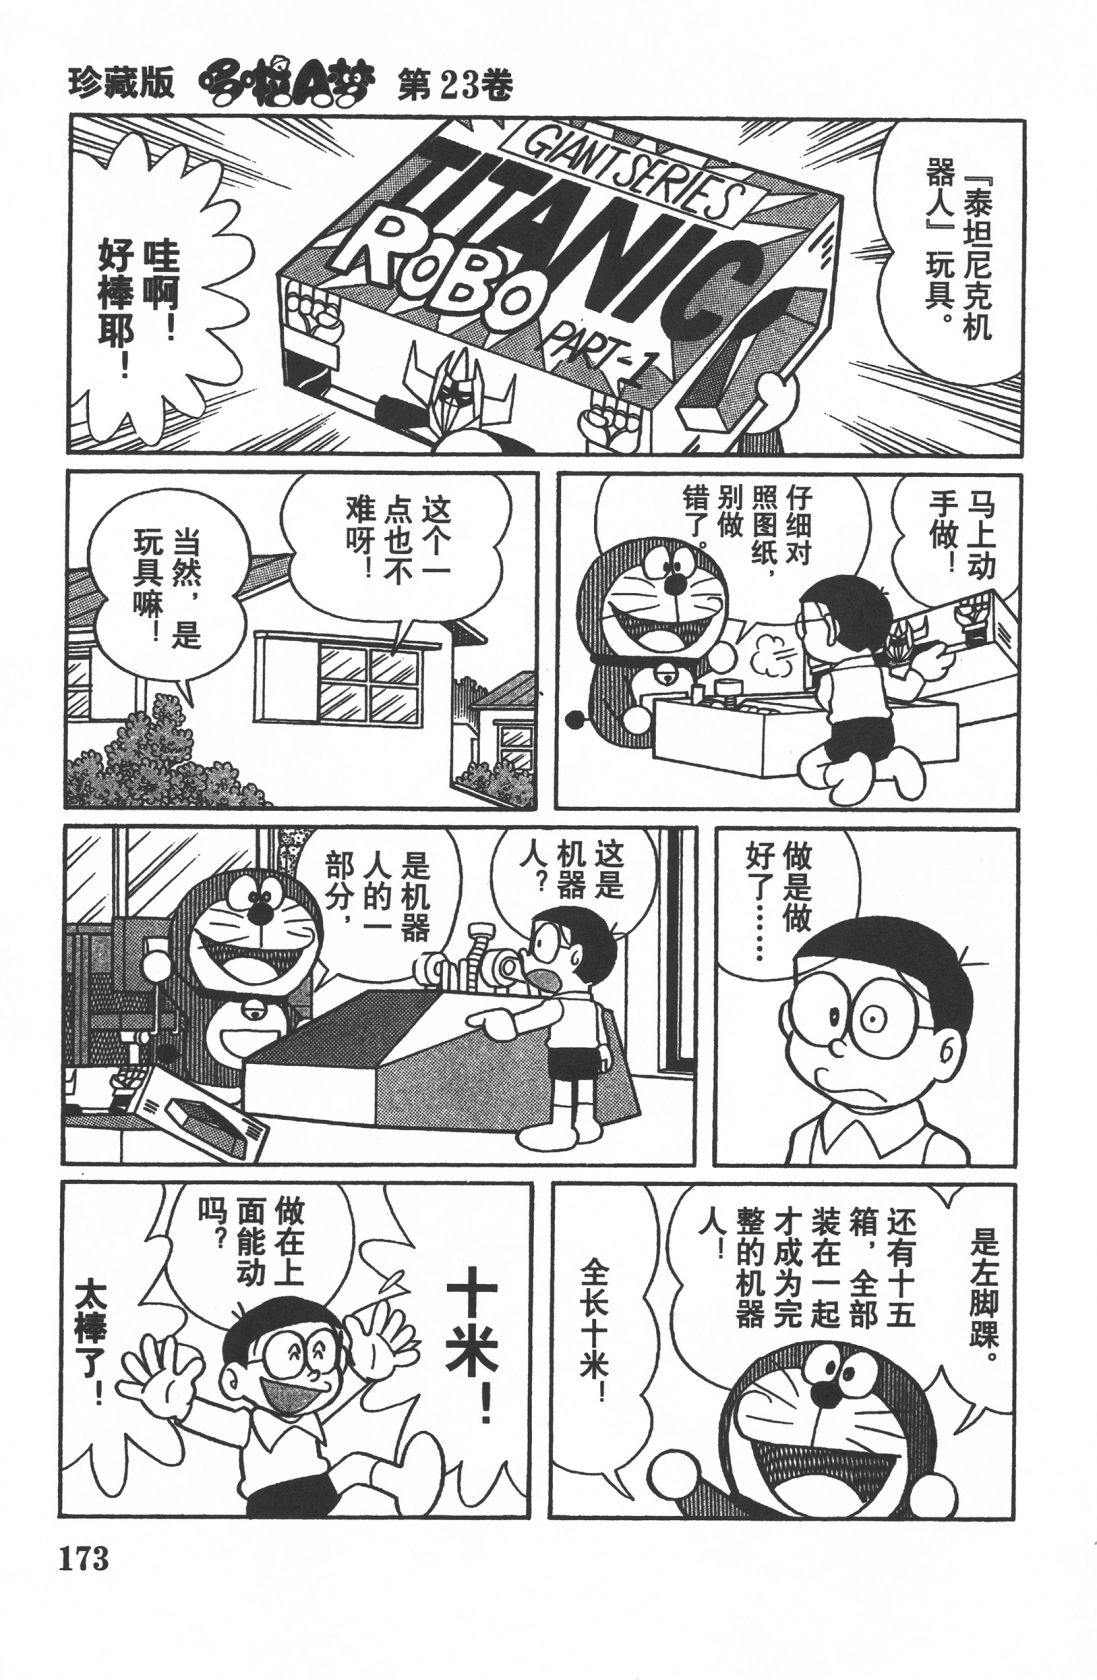 珍藏版 哆啦A梦 第23卷
『泰坦尼克机
器人』玩具。
GIANT SERIES
TITANIC
ROBO
PART-1
哇啊！
好棒耶！
马上动
手做！
仔细对
照图纸，
别做
错了。
这个一
点也不
难呀！
当然，是
玩具嘛！
做是做
好了……
这是
机器
人？
是机器
人的一
部分，
是左脚踝。
还有十五
箱，全部
装在一起
才成为完
整的机器
人！
全长十米！
十米！
做在上
面能动
吗？
太棒了！
173